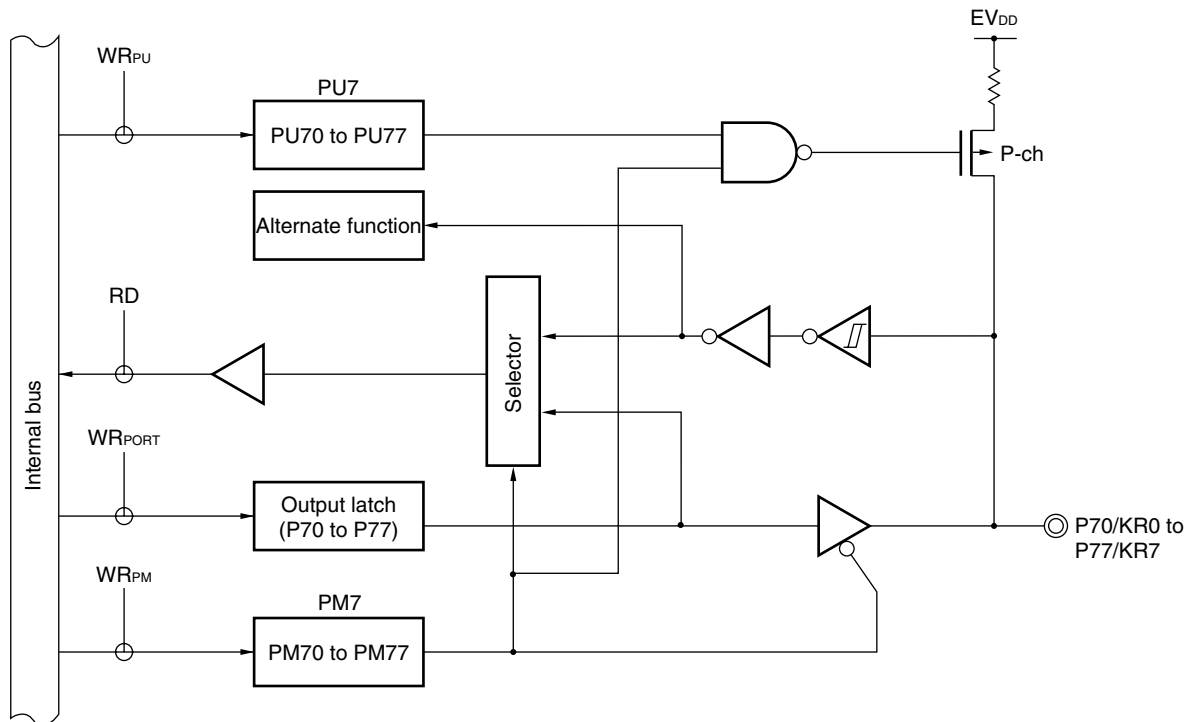 EVDD
WRPU
PU7
PU70 to PU77
P-ch
Alternate function
RD
Selector
Internal bus
WRPORT
Output latch
(P70 to P77)
P70/KR0 to
P77/KR7
WRPM
PM7
PM70 to PM77